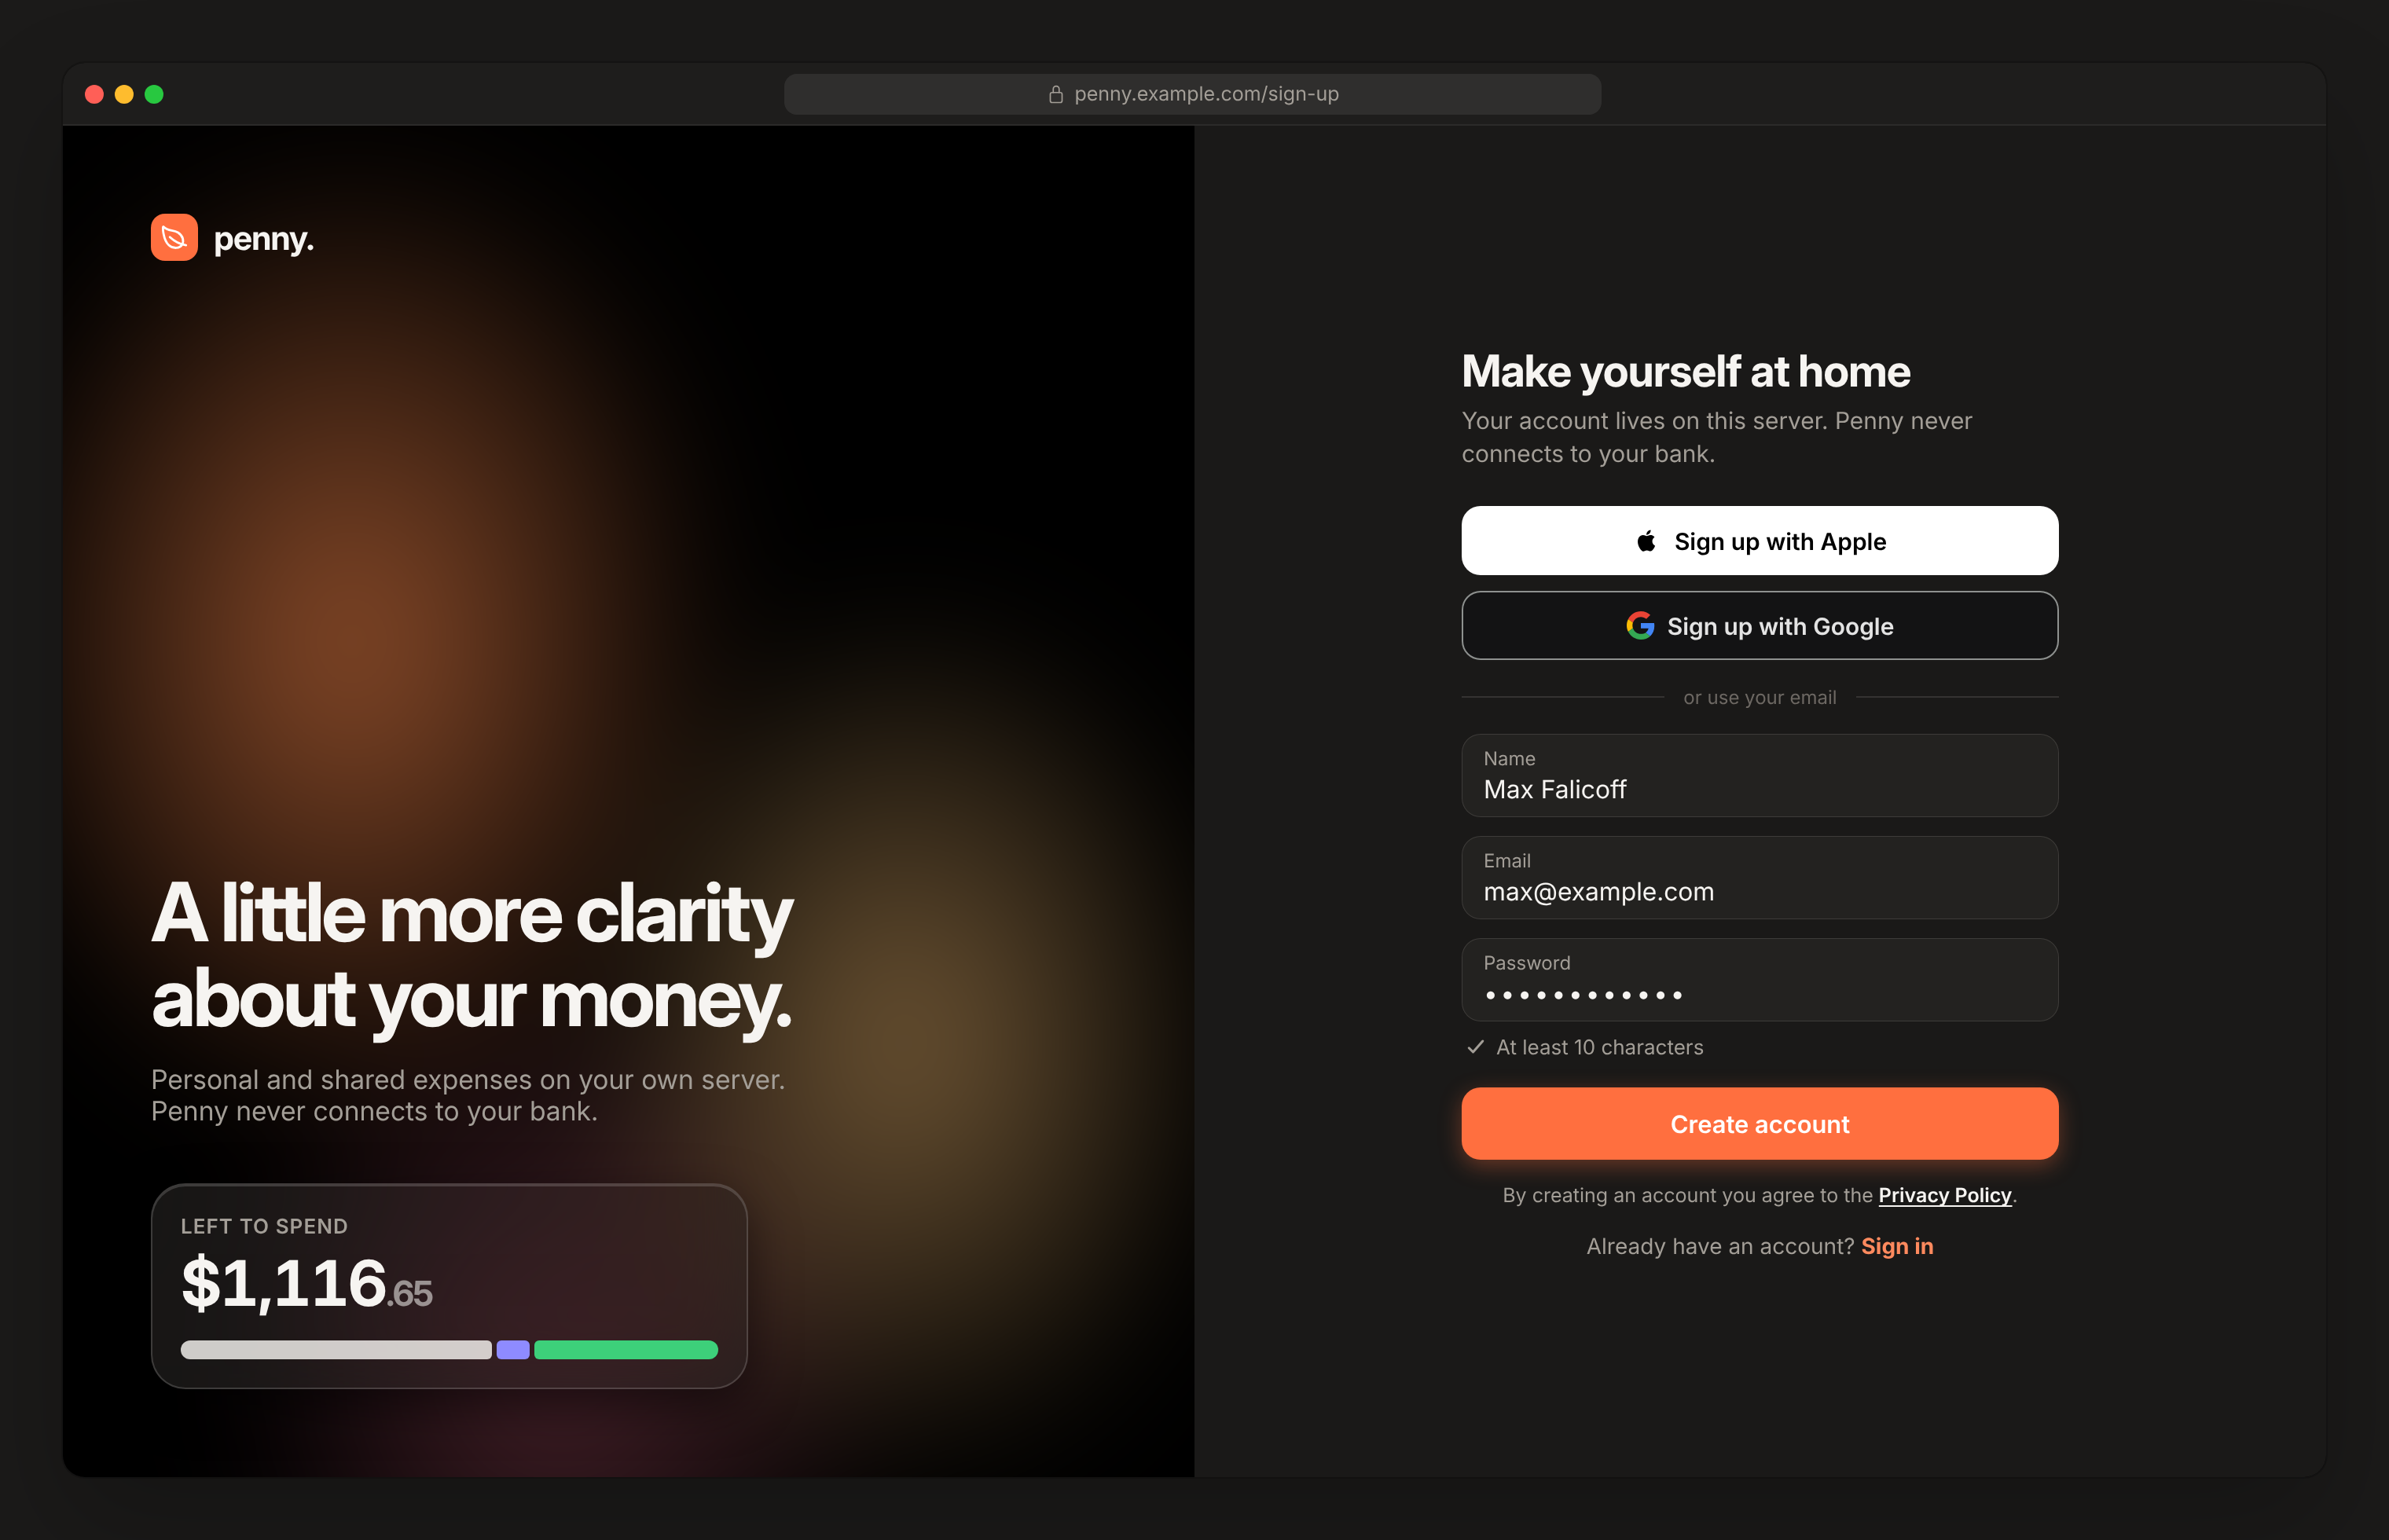 penny.example.com/sign-up
penny.
A little more clarity
about your money.
Personal and shared expenses on your own server.
Penny never connects to your bank.
LEFT TO SPEND
$1,116.65
Make yourself at home
Your account lives on this server. Penny never
connects to your bank.
Sign up with Apple
Sign up with Google
or use your email
Name
Max Falicoff
Email
max@example.com
Password
••••••••••••
At least 10 characters
Create account
By creating an account you agree to the Privacy Policy.
Already have an account? Sign in